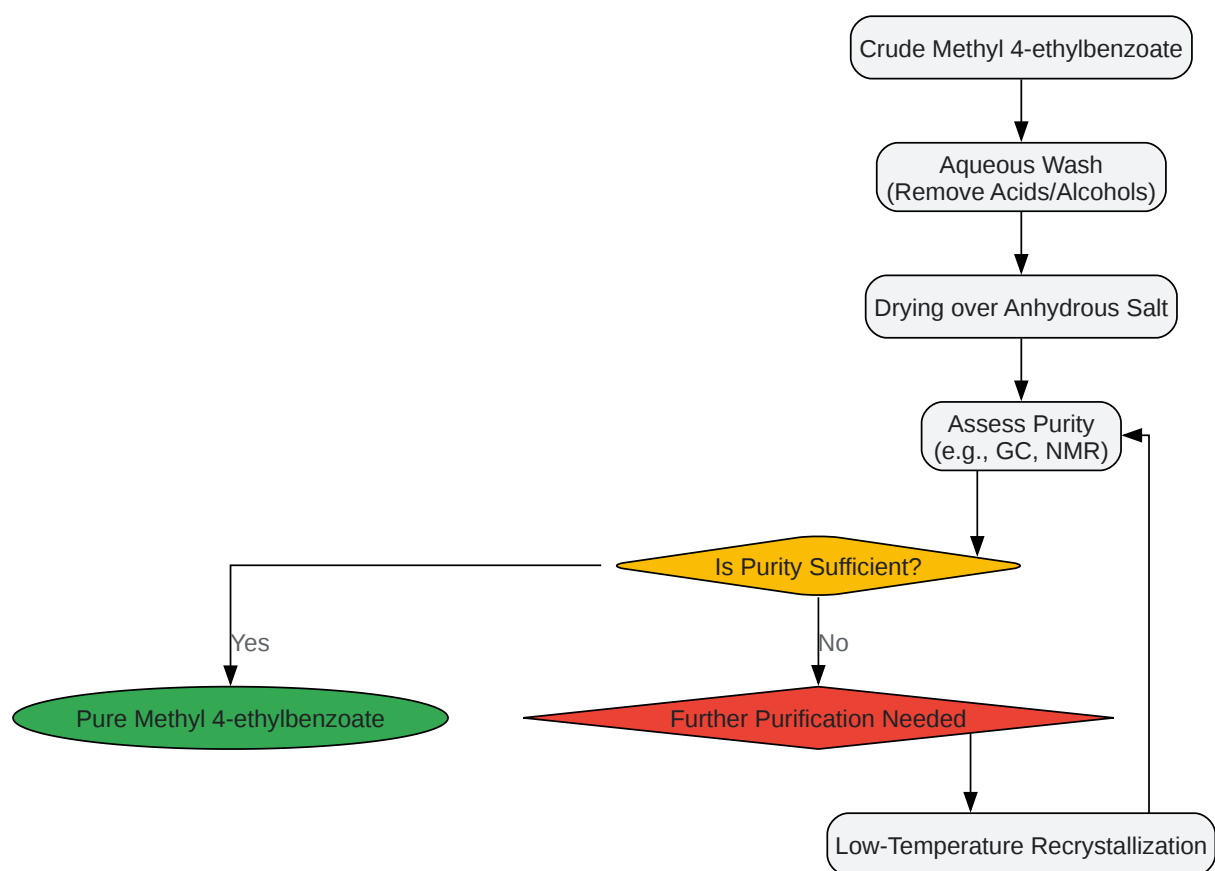 Crude Methyl 4-ethylbenzoate
Aqueous Wash
(Remove Acids/Alcohols)
Drying over Anhydrous Salt
Assess Purity
(e.g., GC, NMR)
Is Purity Sufficient?
Yes
No
Pure Methyl 4-ethylbenzoate
Further Purification Needed
Low-Temperature Recrystallization